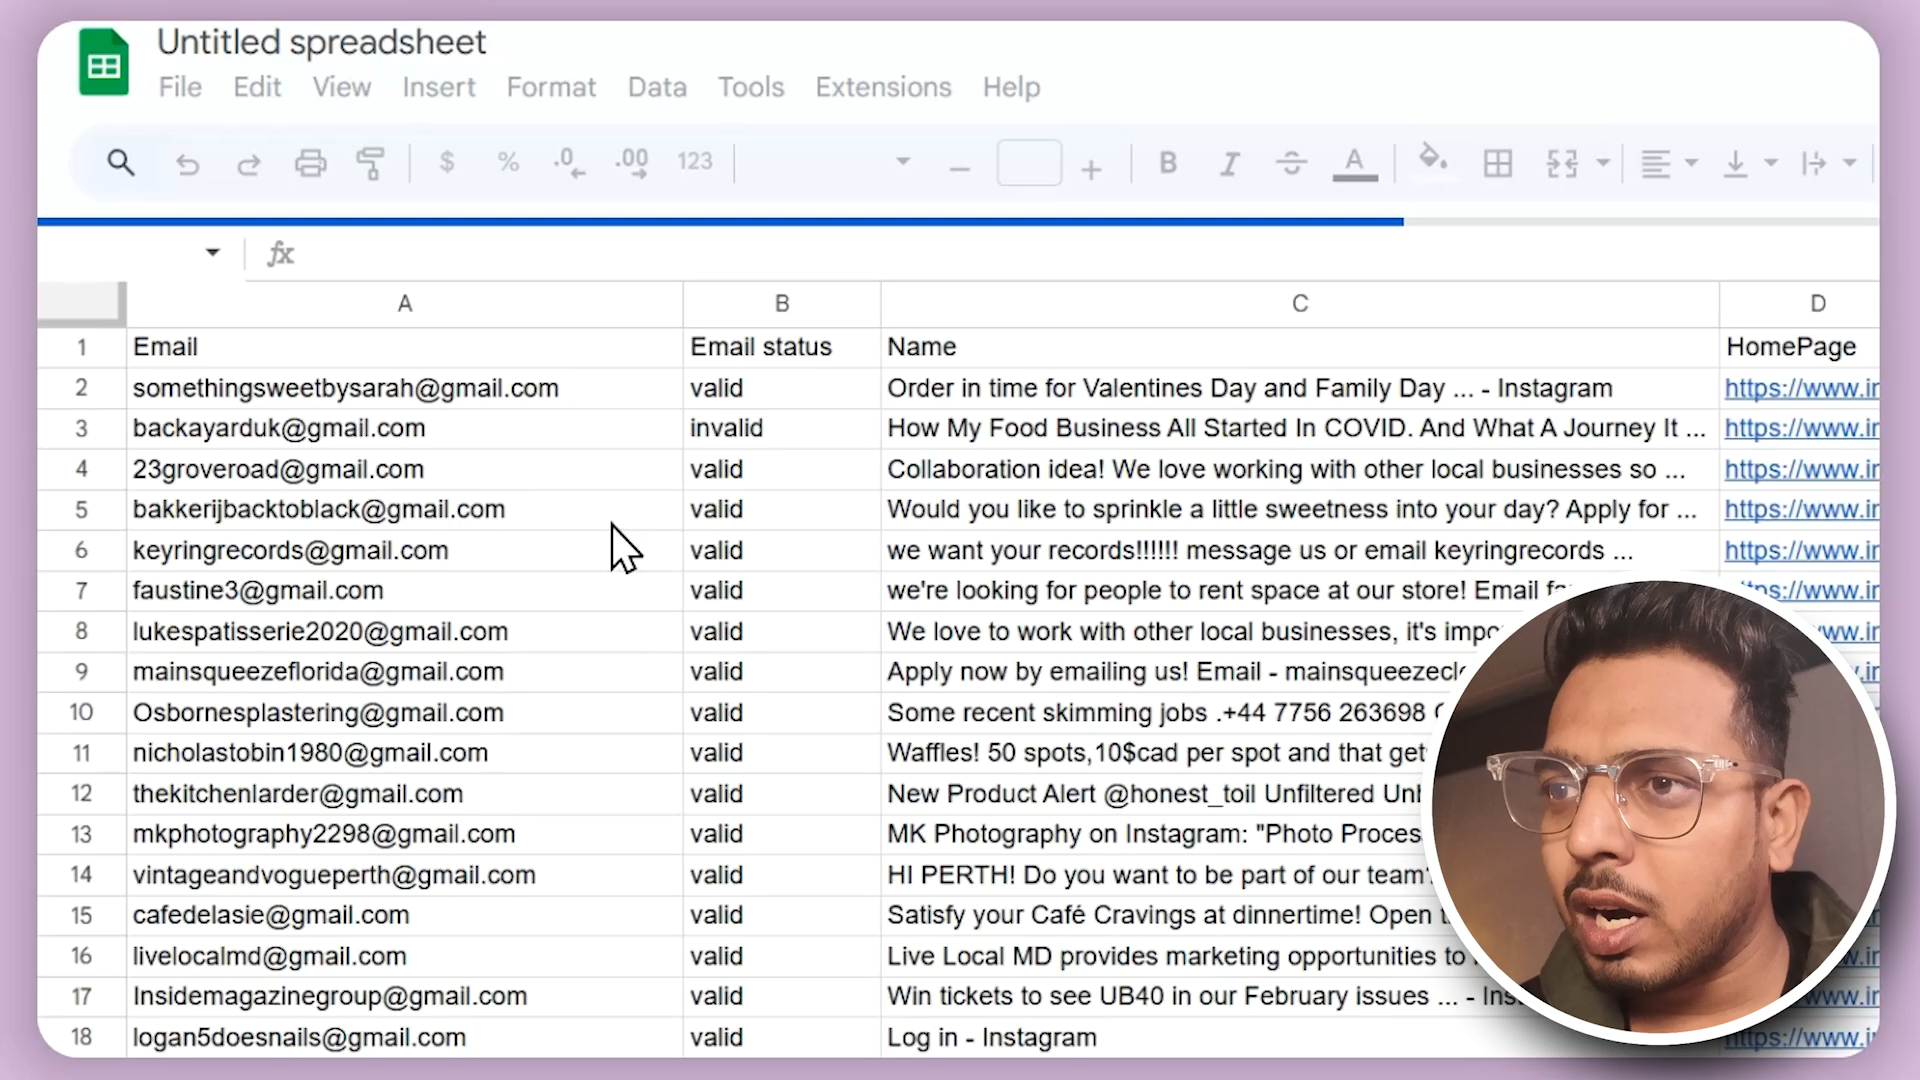 Untitled spreadsheet
File Edit View Insert Format Data Tools Extensions Help
$ % .0 .00 123 B I A
fx
A B C D
1 Email Email status Name HomePage
2 somethingsweetbysarah@gmail.com valid Order in time for Valentines Day and Family Day ... - Instagram https://www.in
3 backayarduk@gmail.com invalid How My Food Business All Started In COVID. And What A Journey It ... https://www.in
4 23groveroad@gmail.com valid Collaboration idea! We love working with other local businesses so ... https://www.in
5 bakkerijbacktoblack@gmail.com valid Would you like to sprinkle a little sweetness into your day? Apply for ... https://www.in
6 keyringrecords@gmail.com valid we want your records!!!!!! message us or email keyringrecords ... https://www.in
7 faustine3@gmail.com valid we're looking for people to rent space at our store! Email
8 lukespatisserie2020@gmail.com valid We love to work with other local businesses, it's
9 mainsqueezeflorida@gmail.com valid Apply now by emailing us! Email -
10 Osbornesplastering@gmail.com valid Some recent skimming jobs .+44 7756 263698
11 nicholastobin1980@gmail.com valid Waffles! 50 spots,10$cad per spot and that
12 thekitchenlarder@gmail.com valid New Product Alert @honest_toil Unfiltered
13 mkphotography2298@gmail.com valid MK Photography on Instagram: "Photo
14 vintageandvogueperth@gmail.com valid HI PERTH! Do you want to be part of our team
15 cafedelasie@gmail.com valid Satisfy your Café Cravings at dinnertime! Open
16 livelocalmd@gmail.com valid Live Local MD provides marketing opportunities to
17 Insidemagazinegroup@gmail.com valid Win tickets to see UB40 in our February issues ... -
18 logan5doesnails@gmail.com valid Log in - Instagram https://www.in